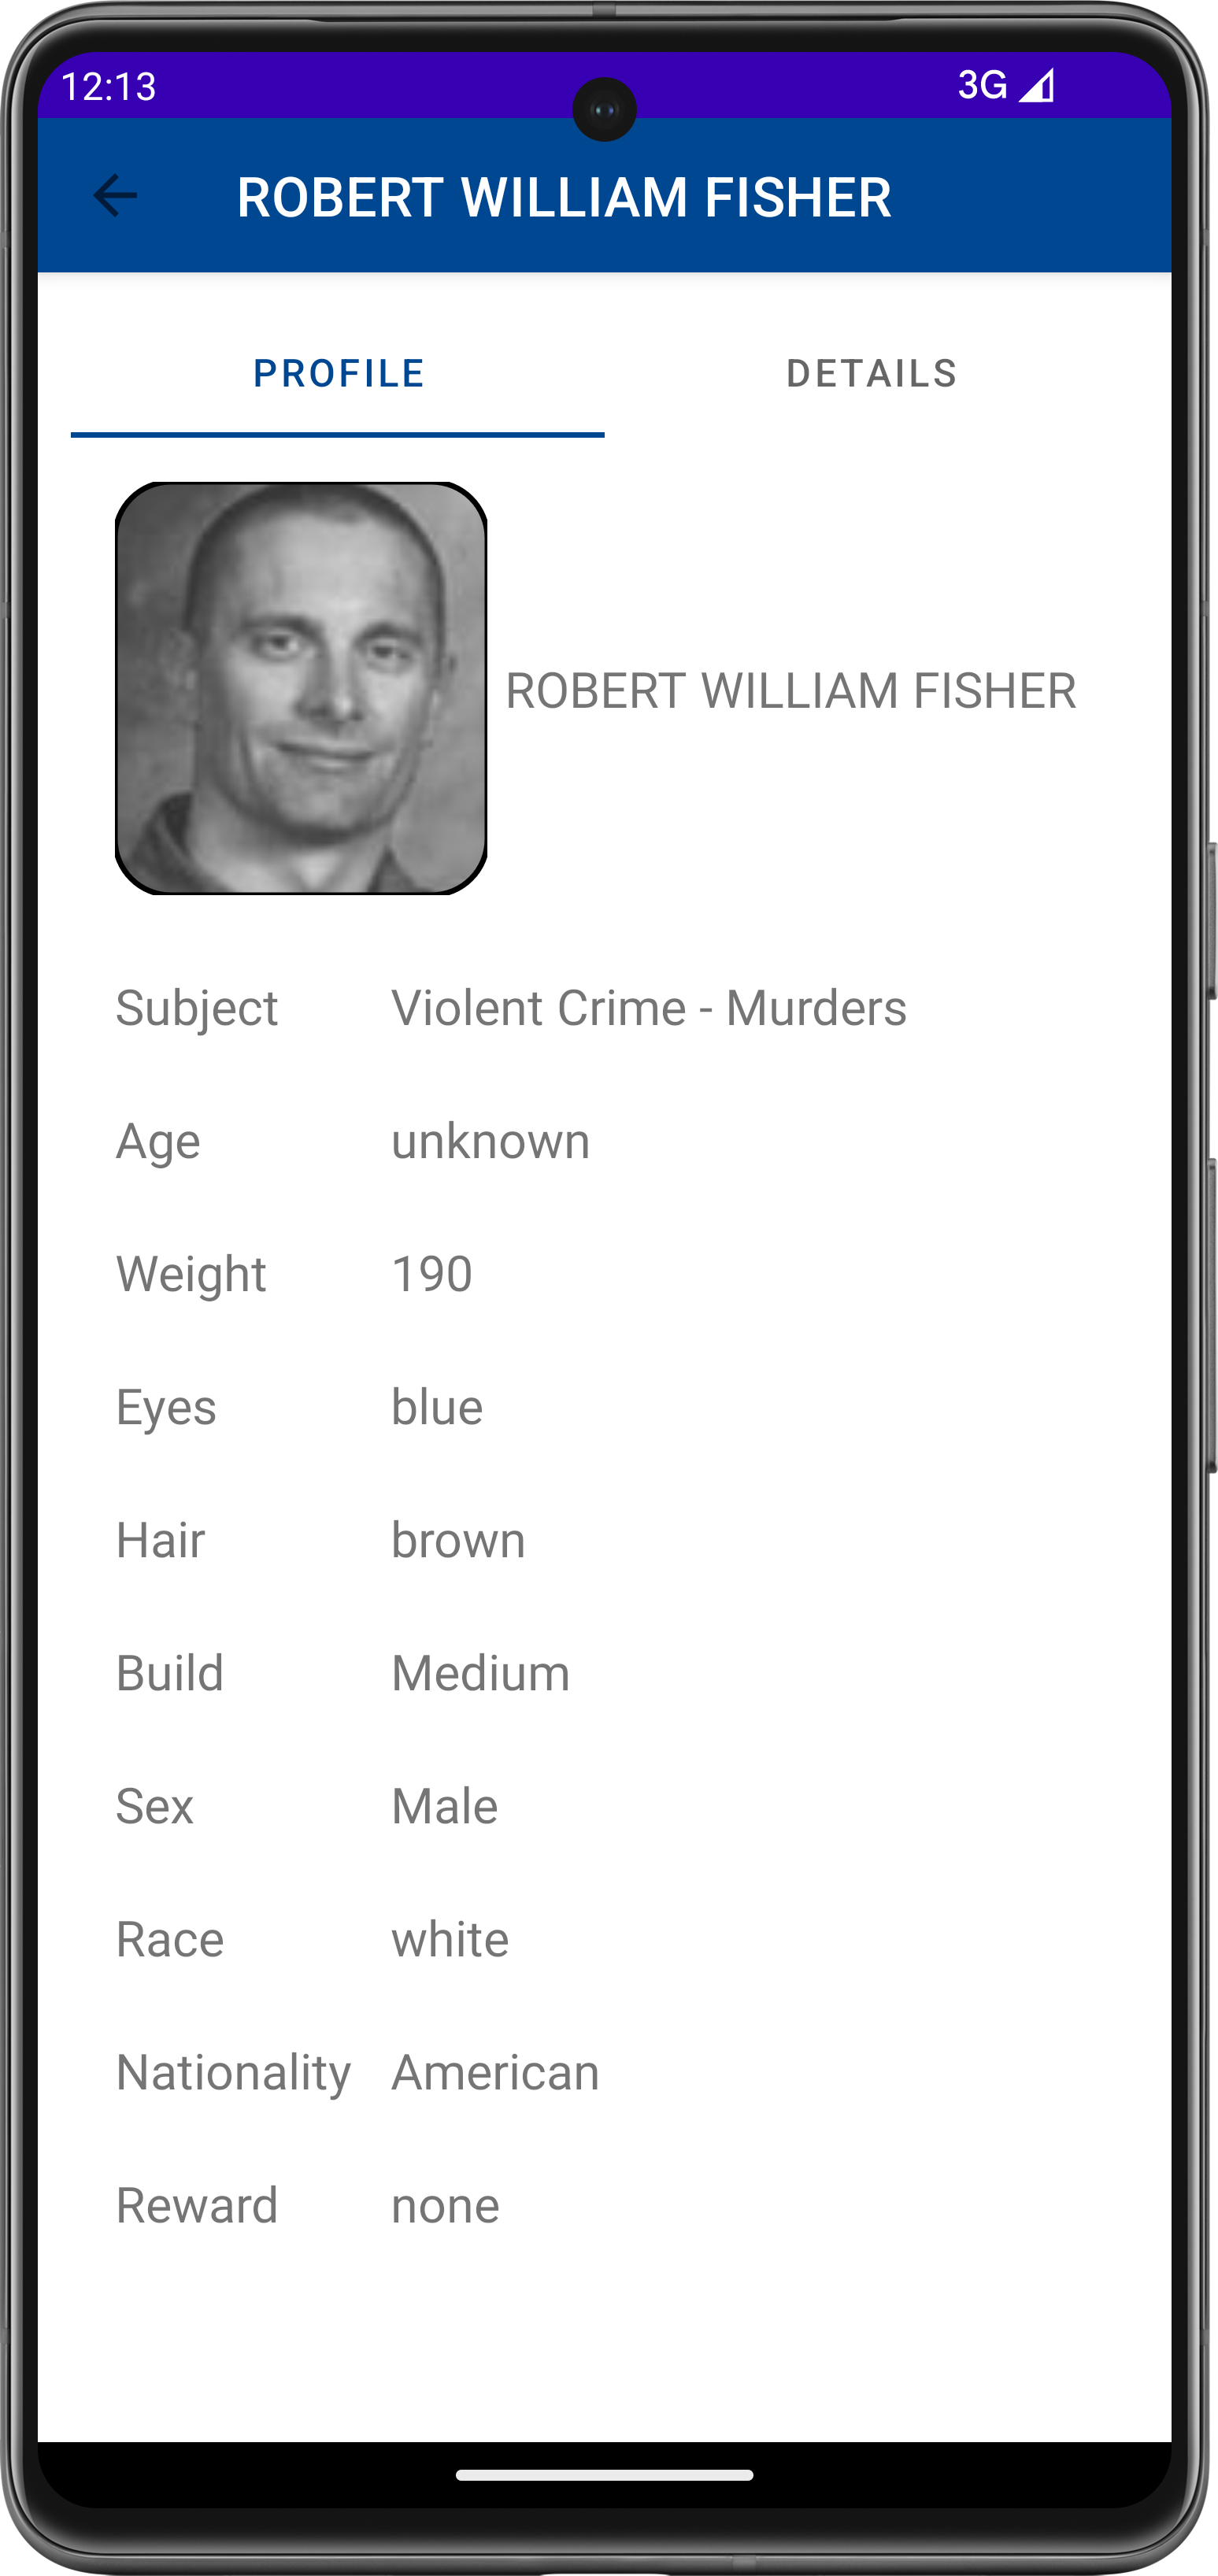 12:13 3G
ROBERT WILLIAM FISHER
PROFILE DETAILS
ROBERT WILLIAM FISHER
Subject Violent Crime - Murders
Age unknown
Weight 190
Eyes blue
Hair brown
Build Medium
Sex Male
Race white
Nationality American
Reward none